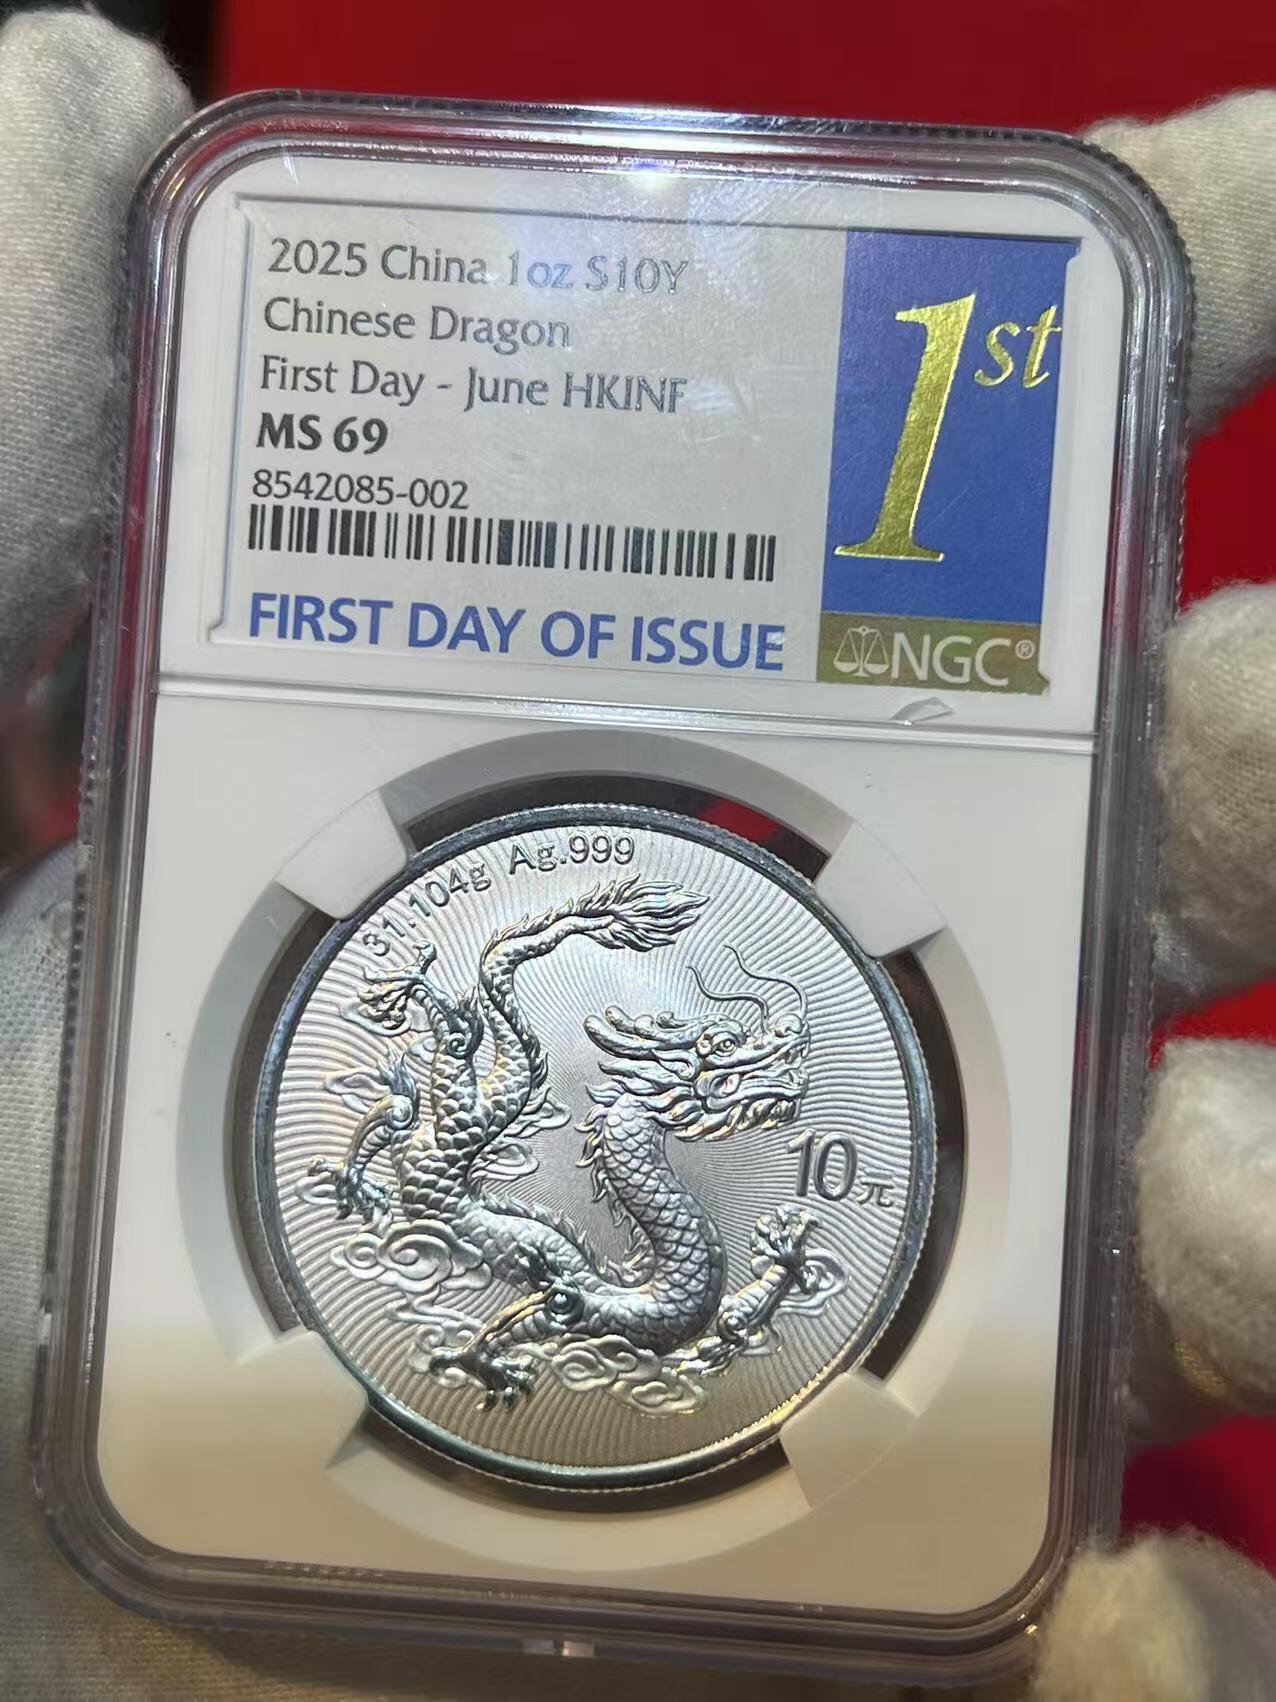 2025 China 1oz S10Y
Chinese Dragon
First Day - June HKINF
MS 69
8542085-002
FIRST DAY OF ISSUE
1st
NGC®
31.104g Ag.999
10元